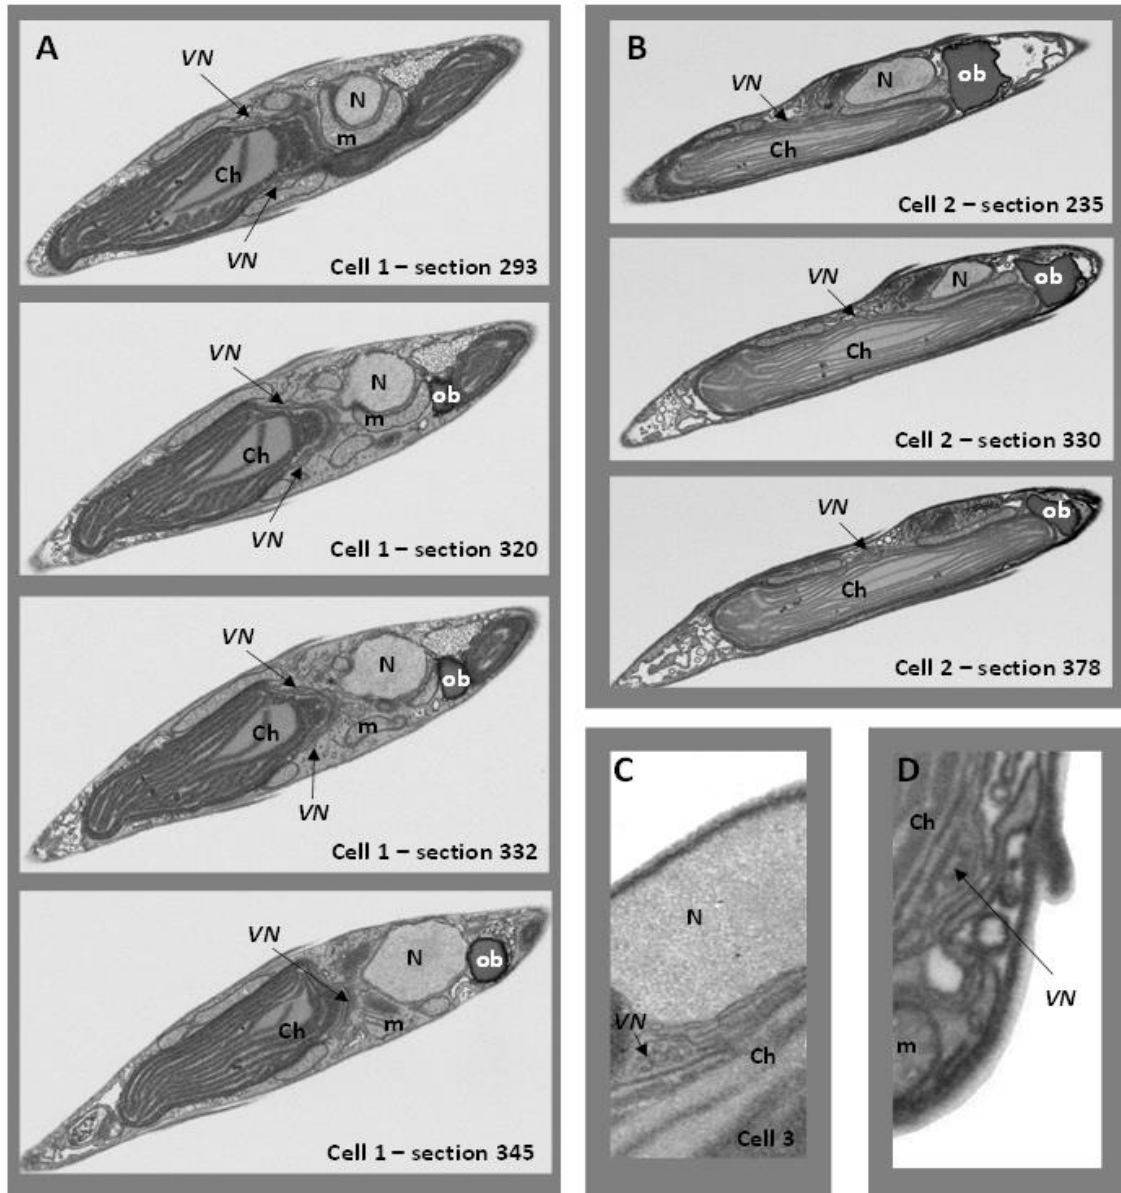 A
VN
N
m
Ch
VN
Cell 1 – section 293
VN
N
ob
m
Ch
VN
Cell 1 – section 320
VN
N
ob
Ch
m
VN
Cell 1 – section 332
VN
N
ob
Ch
m
Cell 1 – section 345
B
VN
N
ob
Ch
Cell 2 – section 235
VN
N
ob
Ch
Cell 2 – section 330
VN
ob
Ch
Cell 2 – section 378
C
N
VN
Ch
Cell 3
D
Ch
VN
m